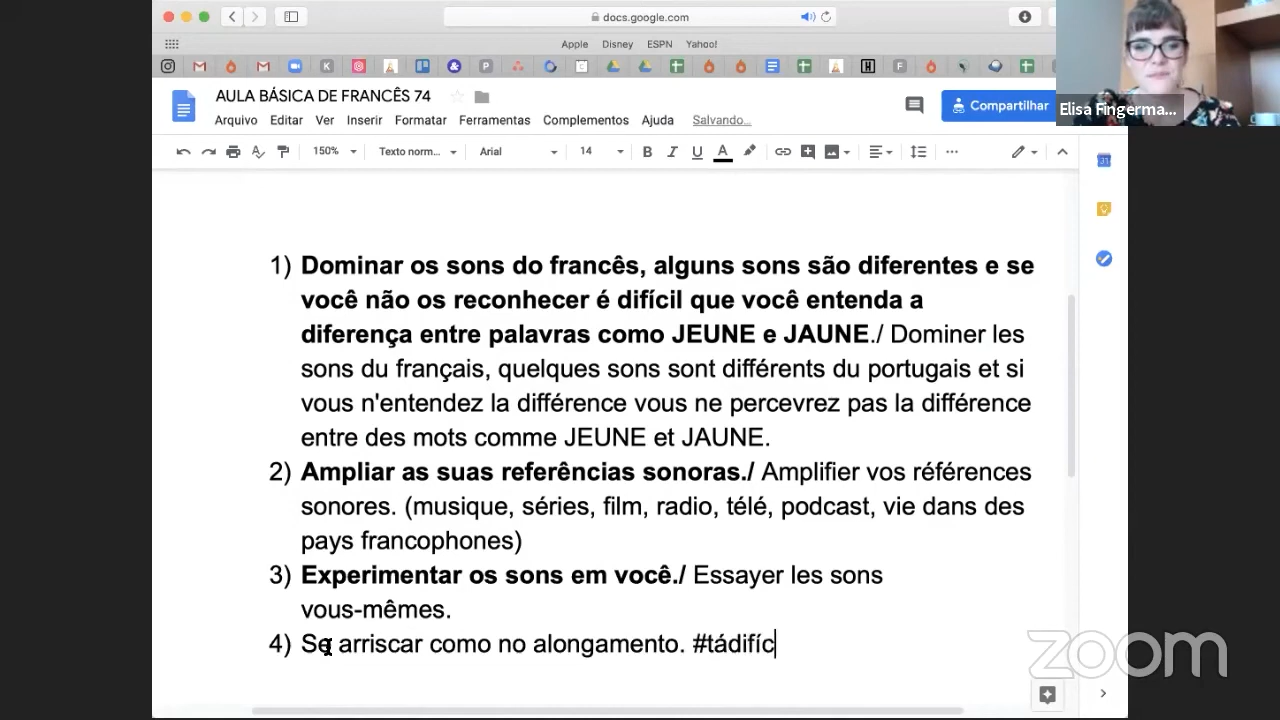 docs.google.com
Apple Disney ESPN Yahoo!
AULA BÁSICA DE FRANCÊS 74
Compartilhar
Elisa Fingerma...
Arquivo Editar Ver Inserir Formatar Ferramentas Complementos Ajuda Salvando...
150% Texto norm... Arial 14 B I U A
31
1) Dominar os sons do francês, alguns sons são diferentes e se
você não os reconhecer é difícil que você entenda a
diferença entre palavras como JEUNE e JAUNE./ Dominer les
sons du français, quelques sons sont différents du portugais et si
vous n'entendez la différence vous ne percevrez pas la différence
entre des mots comme JEUNE et JAUNE.
2) Ampliar as suas referências sonoras./ Amplifier vos références
sonores. (musique, séries, film, radio, télé, podcast, vie dans des
pays francophones)
3) Experimentar os sons em você./ Essayer les sons
vous-mêmes.
4) Se arriscar como no alongamento. #tádifíc
zoom